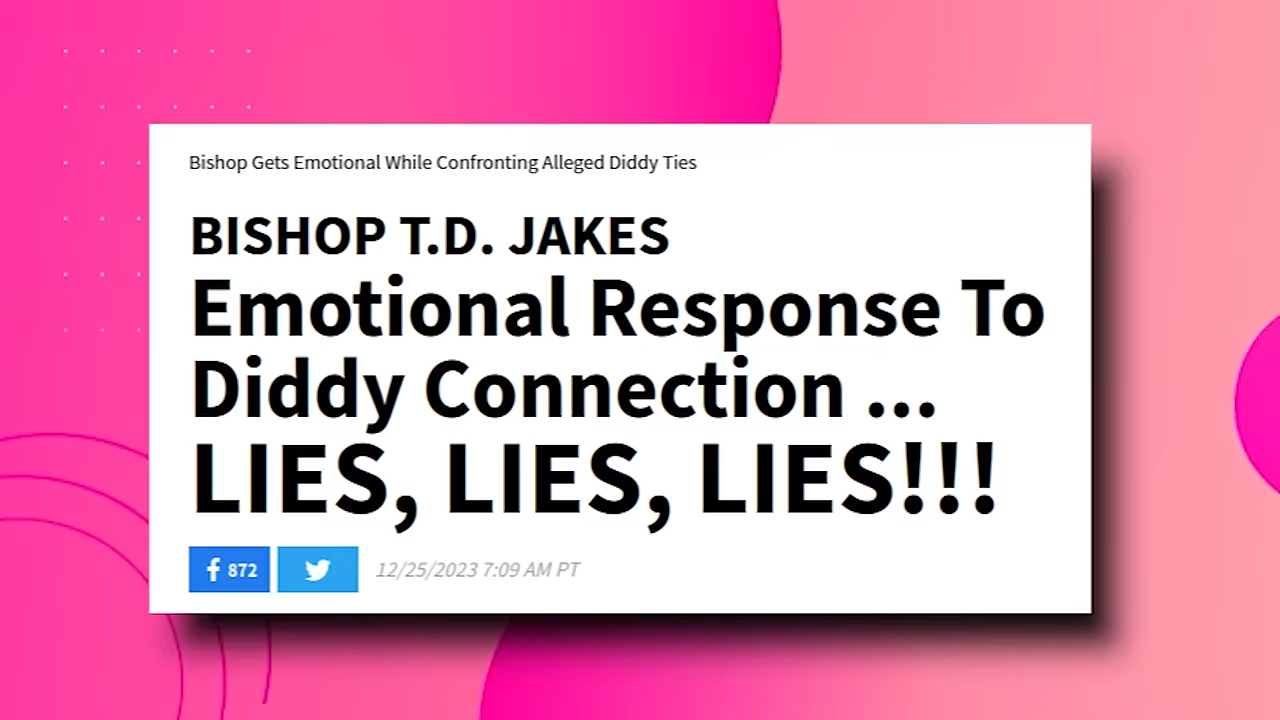 Bishop Gets Emotional While Confronting Alleged Diddy Ties
BISHOP T.D. JAKES
Emotional Response To
Diddy Connection ...
LIES, LIES, LIES!!!
f 872
12/25/2023 7:09 AM PT